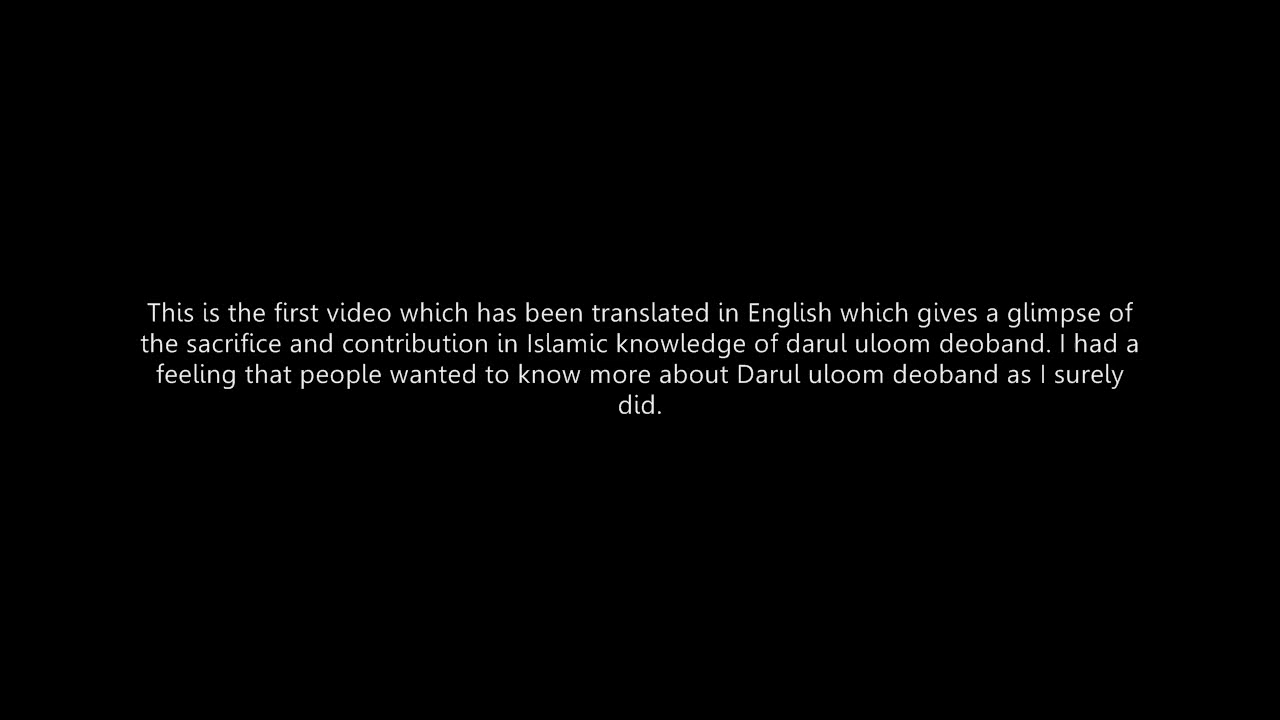 This is the first video which has been translated in English which gives a glimpse of
the sacrifice and contribution in Islamic knowledge of darul uloom deoband. I had a
feeling that people wanted to know more about Darul uloom deoband as I surely
did.